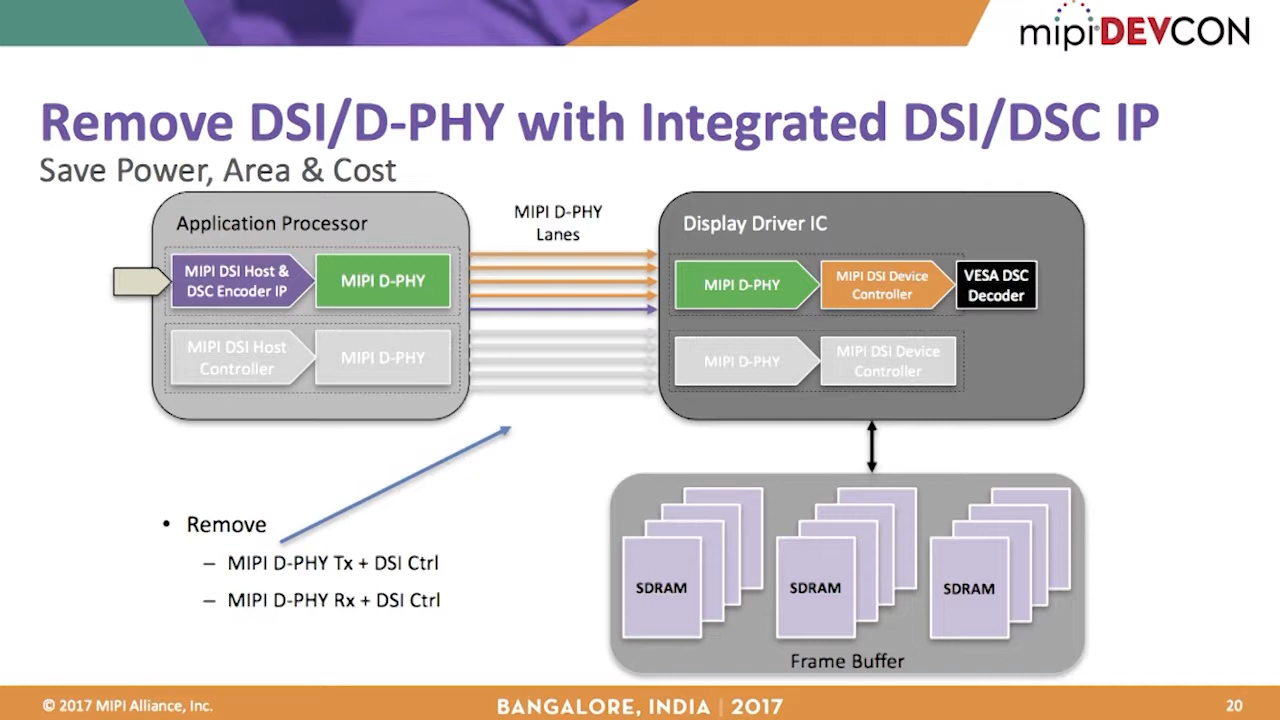 mipi DEVCON
Remove DSI/D-PHY with Integrated DSI/DSC IP
Save Power, Area & Cost
Application Processor
MIPI DSI Host &
DSC Encoder IP
MIPI D-PHY
MIPI DSI Host
Controller
MIPI D-PHY
MIPI D-PHY
Lanes
Display Driver IC
MIPI D-PHY
MIPI DSI Device
Controller
VESA DSC
Decoder
MIPI D-PHY
MIPI DSI Device
Controller
• Remove
– MIPI D-PHY Tx + DSI Ctrl
– MIPI D-PHY Rx + DSI Ctrl
SDRAM
SDRAM
SDRAM
Frame Buffer
© 2017 MIPI Alliance, Inc.
BANGALORE, INDIA | 2017
20